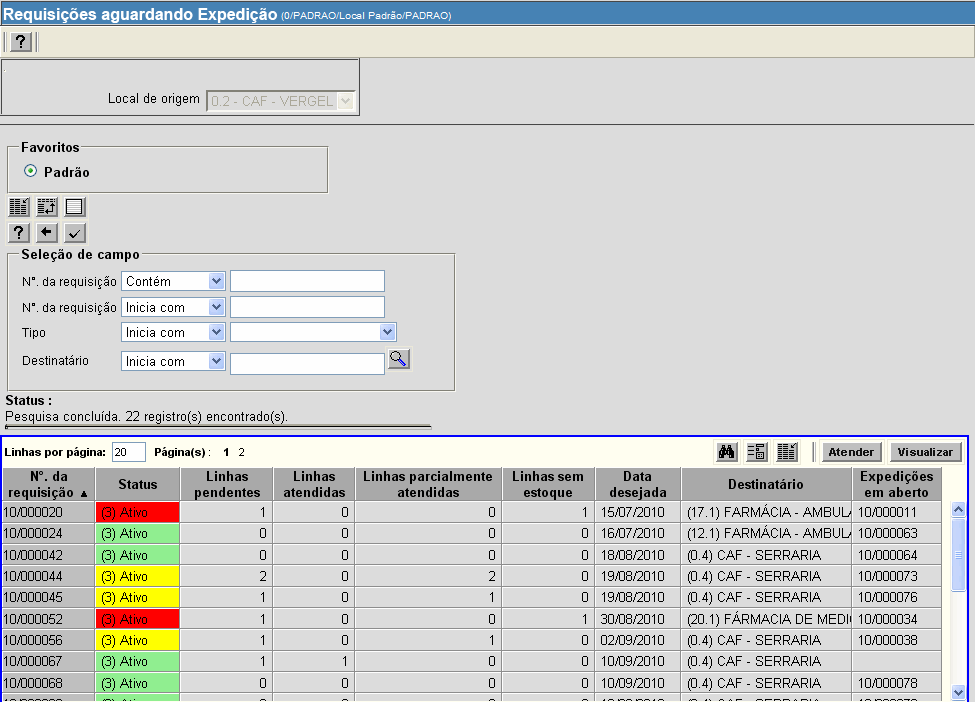 Requisições aguardando Expedição (0/PADRAO/Local Padrão/PADRAO)
?
Local de origem 0.2 - CAF - VERGEL
Favoritos
Padrão
?
Seleção de campo
N°. da requisição Contém
N°. da requisição Inicia com
Tipo Inicia com
Destinatário Inicia com
Status :
Pesquisa concluída. 22 registro(s) encontrado(s).
Linhas por página: 20 Página(s) : 1 2 Atender Visualizar
N°. da requisição ▲ Status Linhas pendentes Linhas atendidas Linhas parcialmente atendidas Linhas sem estoque Data desejada Destinatário Expedições em aberto
10/000020 (3) Ativo 1 0 0 1 15/07/2010 (17.1) FARMÁCIA - AMBULA 10/000011
10/000024 (3) Ativo 0 0 0 0 16/07/2010 (12.1) FARMÁCIA - AMBULA 10/000063
10/000042 (3) Ativo 0 0 0 0 18/08/2010 (0.4) CAF - SERRARIA 10/000064
10/000044 (3) Ativo 2 0 2 0 19/08/2010 (0.4) CAF - SERRARIA 10/000073
10/000045 (3) Ativo 1 0 1 0 19/08/2010 (0.4) CAF - SERRARIA 10/000076
10/000052 (3) Ativo 1 0 0 1 30/08/2010 (20.1) FÁRMACIA DE MEDI 10/000034
10/000056 (3) Ativo 1 0 1 0 02/09/2010 (0.4) CAF - SERRARIA 10/000038
10/000067 (3) Ativo 1 1 0 0 10/09/2010 (0.4) CAF - SERRARIA
10/000068 (3) Ativo 0 0 0 0 10/09/2010 (0.4) CAF - SERRARIA 10/000078